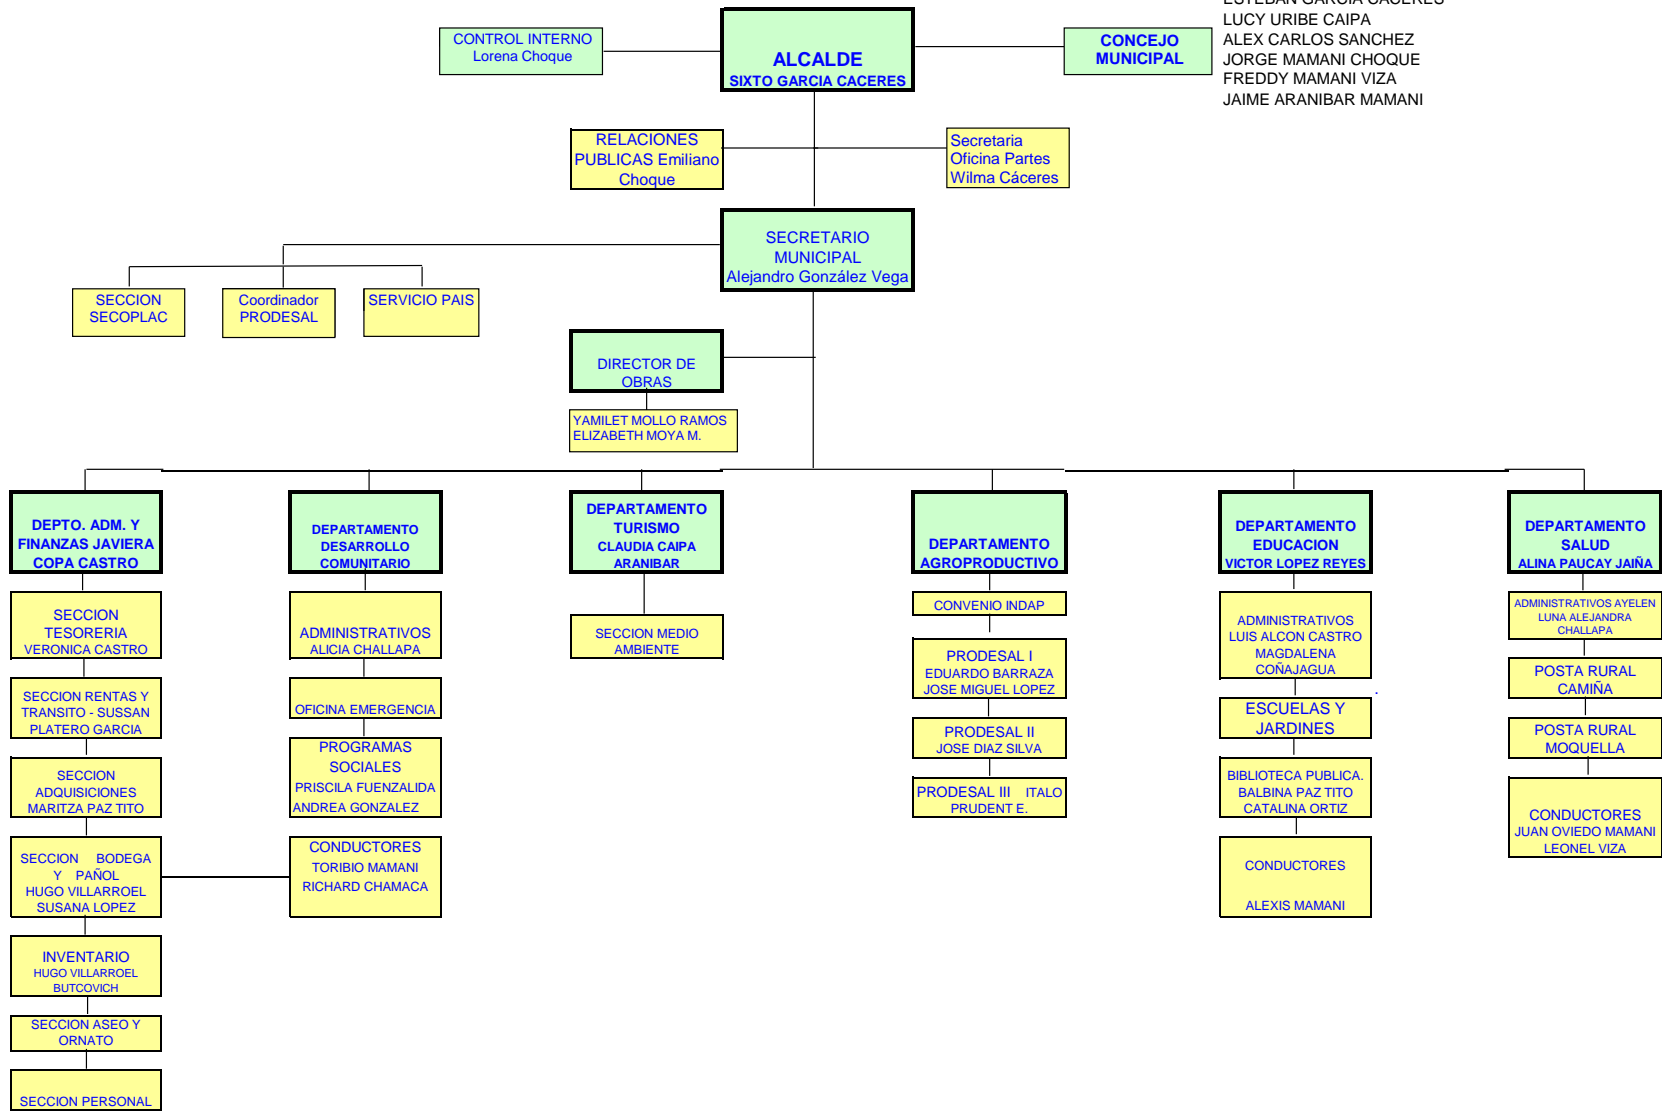 ESTEBAN GARCIA CACERES
LUCY URIBE CAIPA
ALEX CARLOS SANCHEZ
JORGE MAMANI CHOQUE
FREDDY MAMANI VIZA
JAIME ARANIBAR MAMANI
CONTROL INTERNO
Lorena Choque
ALCALDE
SIXTO GARCIA CACERES
CONCEJO
MUNICIPAL
RELACIONES
PUBLICAS Emiliano
Choque
Secretaria
Oficina Partes
Wilma Cáceres
SECRETARIO
MUNICIPAL
Alejandro González Vega
SECCION
SECOPLAC
Coordinador
PRODESAL
SERVICIO PAIS
DIRECTOR DE
OBRAS
YAMILET MOLLO RAMOS
ELIZABETH MOYA M.
DEPTO. ADM. Y
FINANZAS JAVIERA
COPA CASTRO
SECCION
TESORERIA
VERONICA CASTRO
SECCION RENTAS Y
TRANSITO - SUSSAN
PLATERO GARCIA
SECCION
ADQUISICIONES
MARITZA PAZ TITO
SECCION BODEGA
Y PAÑOL
HUGO VILLARROEL
SUSANA LOPEZ
INVENTARIO
HUGO VILLARROEL
BUTCOVICH
SECCION ASEO Y
ORNATO
SECCION PERSONAL
DEPARTAMENTO
DESARROLLO
COMUNITARIO
ADMINISTRATIVOS
ALICIA CHALLAPA
OFICINA EMERGENCIA
PROGRAMAS
SOCIALES
PRISCILA FUENZALIDA
ANDREA GONZALEZ
CONDUCTORES
TORIBIO MAMANI
RICHARD CHAMACA
DEPARTAMENTO
TURISMO
CLAUDIA CAIPA
ARANIBAR
SECCION MEDIO
AMBIENTE
DEPARTAMENTO
AGROPRODUCTIVO
CONVENIO INDAP
PRODESAL I
EDUARDO BARRAZA
JOSE MIGUEL LOPEZ
PRODESAL II
JOSE DIAZ SILVA
PRODESAL III ITALO
PRUDENT E.
DEPARTAMENTO
EDUCACION
VICTOR LOPEZ REYES
ADMINISTRATIVOS
LUIS ALCON CASTRO
MAGDALENA
COÑAJAGUA
.
ESCUELAS Y
JARDINES
BIBLIOTECA PUBLICA.
BALBINA PAZ TITO
CATALINA ORTIZ
CONDUCTORES
ALEXIS MAMANI
DEPARTAMENTO
SALUD
ALINA PAUCAY JAIÑA
ADMINISTRATIVOS AYELEN
LUNA ALEJANDRA
CHALLAPA
POSTA RURAL
CAMIÑA
POSTA RURAL
MOQUELLA
CONDUCTORES
JUAN OVIEDO MAMANI
LEONEL VIZA